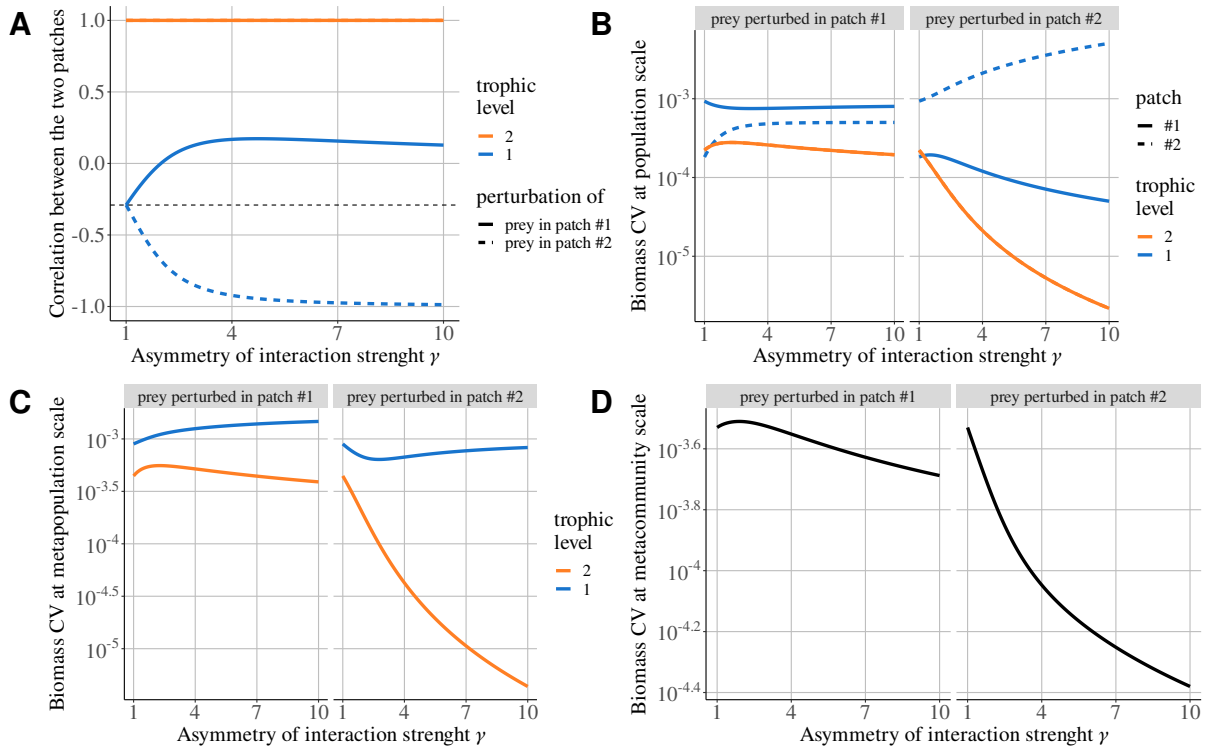 A
Correlation between the two patches
1.0
0.5
0.0
-0.5
-1.0
1 4 7 10
Asymmetry of interaction strenght γ
trophic
level
2
1
perturbation of
prey in patch #1
prey in patch #2
B
prey perturbed in patch #1 prey perturbed in patch #2
Biomass CV at population scale
10⁻³
10⁻⁴
10⁻⁵
1 4 7 10 1 4 7 10
Asymmetry of interaction strenght γ
patch
#1
#2
trophic
level
2
1
C
prey perturbed in patch #1 prey perturbed in patch #2
Biomass CV at metapopulation scale
10⁻³
10⁻³·⁵
10⁻⁴
10⁻⁴·⁵
10⁻⁵
1 4 7 10 1 4 7 10
Asymmetry of interaction strenght γ
trophic
level
2
1
D
prey perturbed in patch #1 prey perturbed in patch #2
Biomass CV at metacommunity scale
10⁻³·⁶
10⁻³·⁸
10⁻⁴
10⁻⁴·²
10⁻⁴·⁴
1 4 7 10 1 4 7 10
Asymmetry of interaction strenght γ